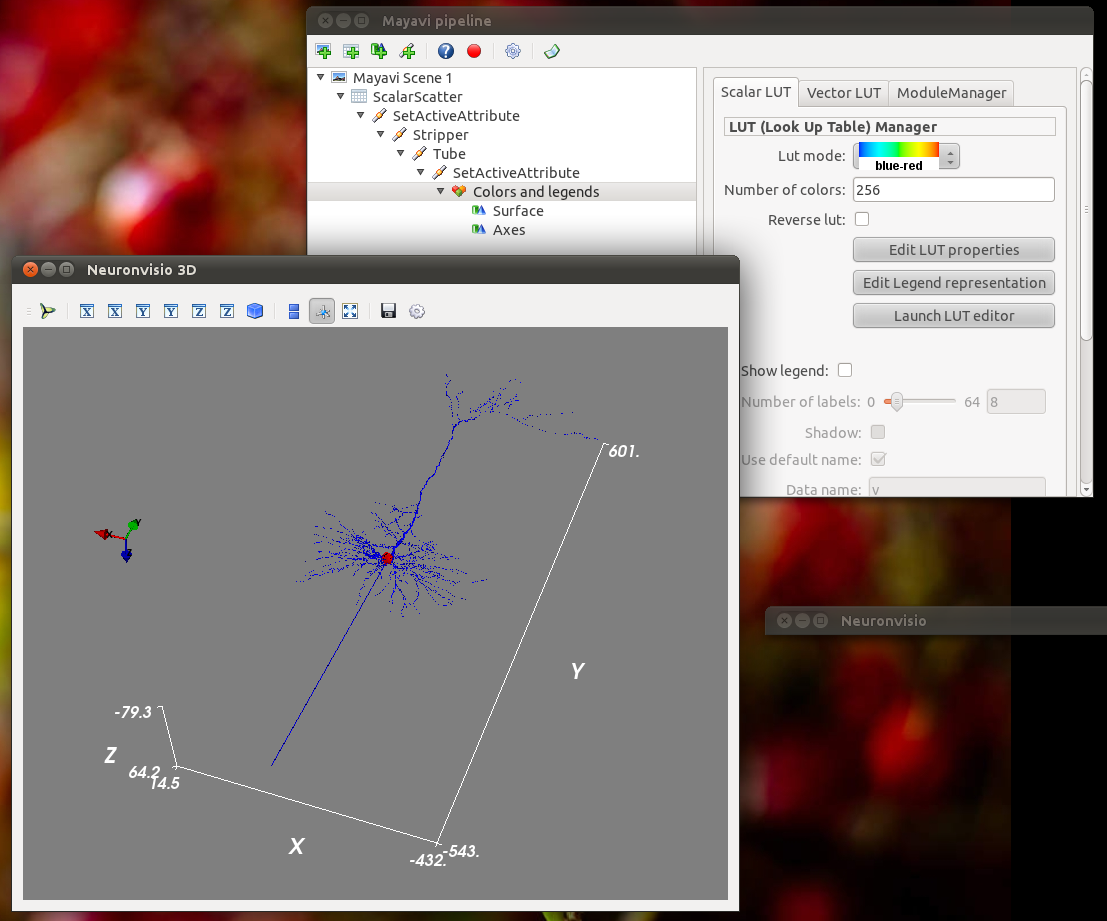 Mayavi pipeline
Mayavi Scene 1
ScalarScatter
SetActiveAttribute
Stripper
Tube
SetActiveAttribute
Colors and legends
Surface
Axes
Scalar LUT Vector LUT ModuleManager
LUT (Look Up Table) Manager
Lut mode: blue-red
Number of colors: 256
Reverse lut:
Edit LUT properties
Edit Legend representation
Launch LUT editor
Show legend:
Number of labels: 0 64 8
Shadow:
Use default name:
Data name: v
Neuronvisio 3D
X X Y Y Z Z
601.
X Y
Y
-79.3
Z
64.2
14.5
X
-543.
-432.
Neuronvisio